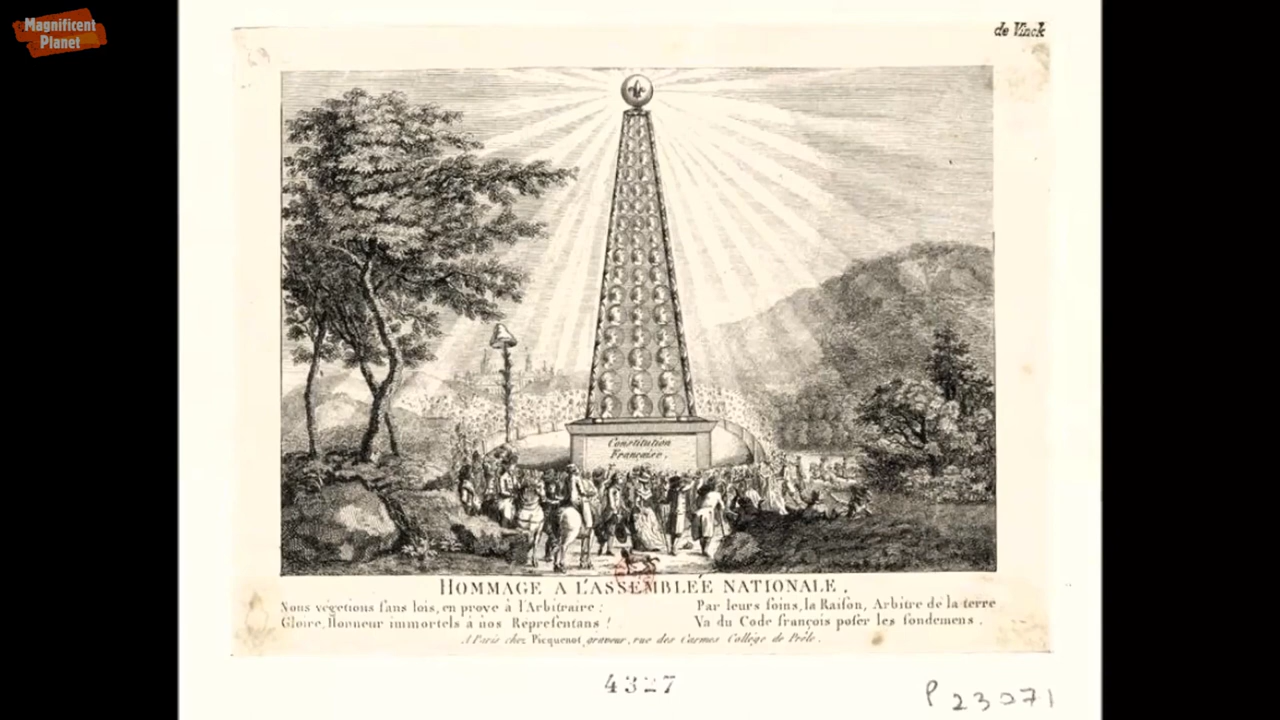 Magnificent
Planet
de Vinck
Constitution
Française.
HOMMAGE A L'ASSEMBLÉE NATIONALE.
Nous végetions sans lois, en proye à l'Arbitraire;
Gloire, Honneur immortels à nos Representans!
Par leurs soins, la Raison, Arbitre de la terre
Va du Code françois poser les fondemens.
A Paris chez Picquenot, graveur, rue des Carmes Collège de Prêle.
4327
P 23071